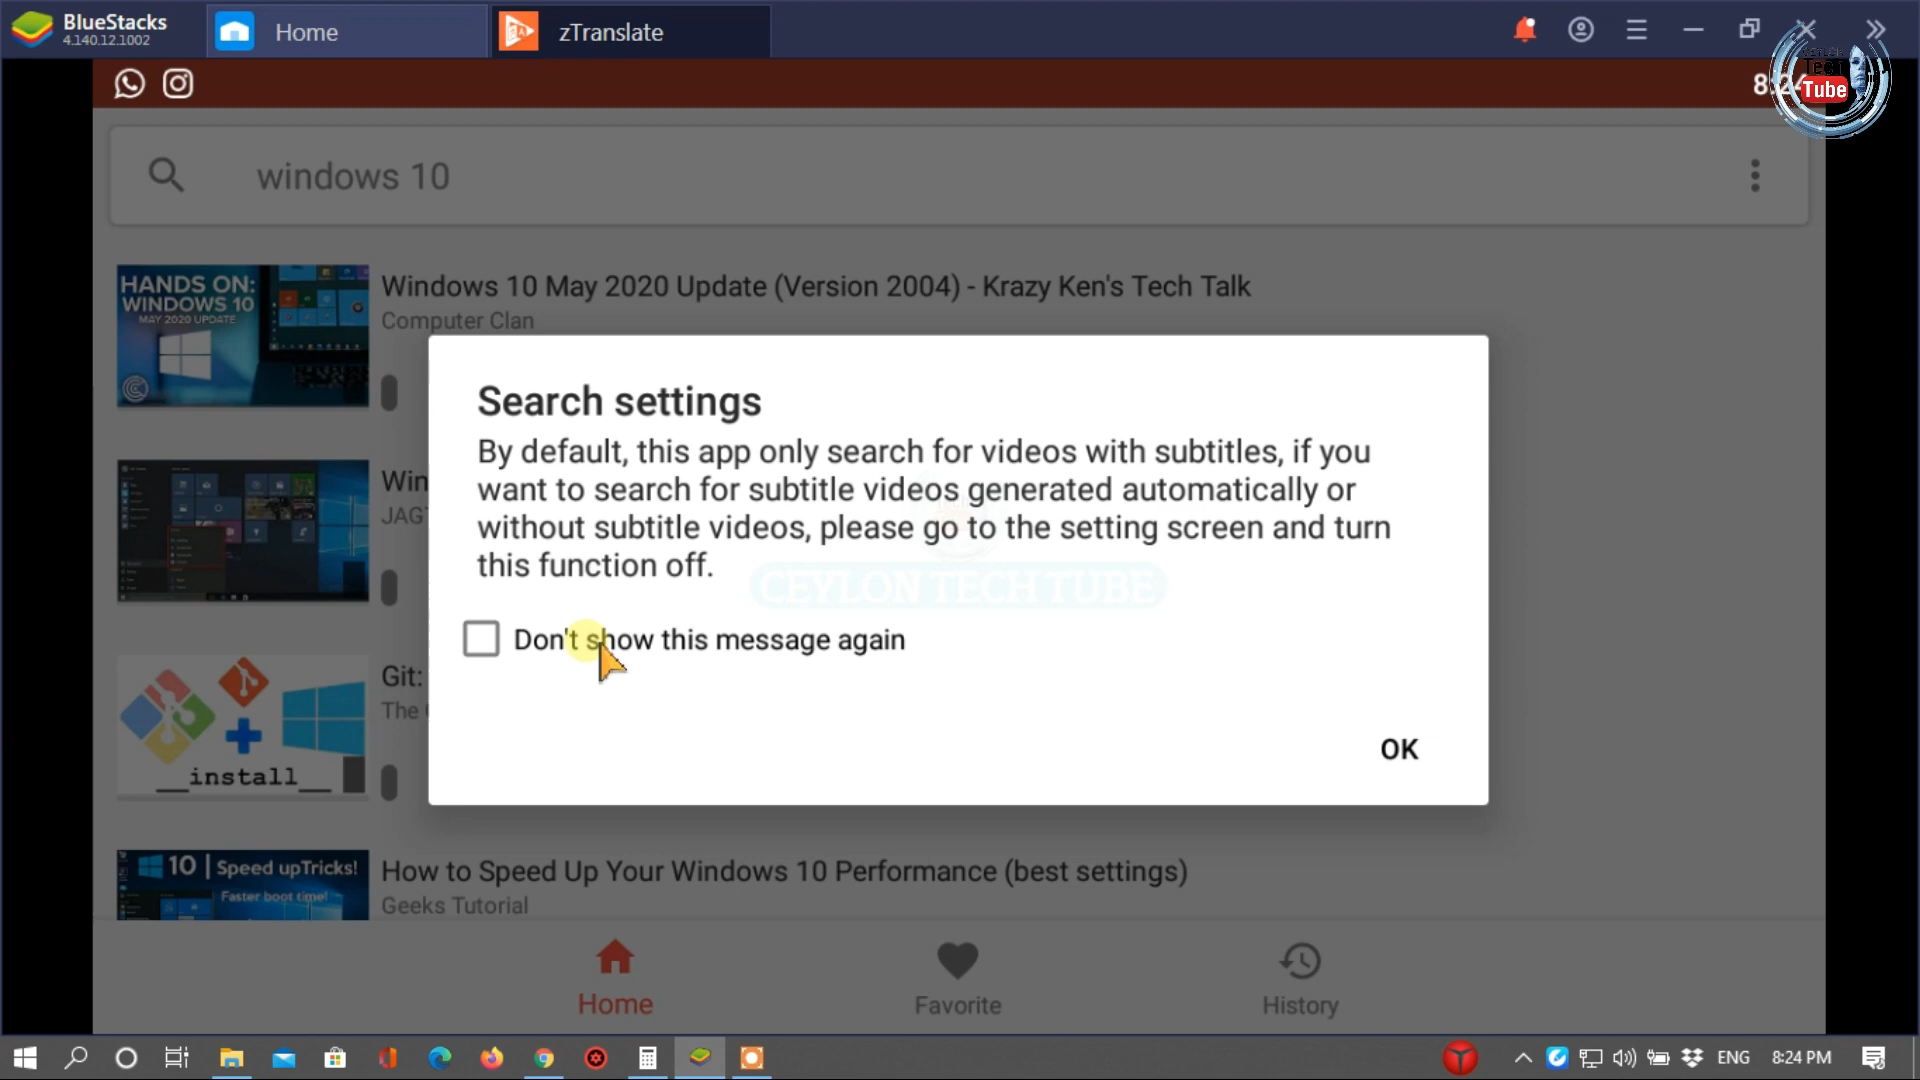 BlueStacks
4.140.12.1002
Home
zTranslate
Tech
Tube
windows 10
HANDS ON:
WINDOWS 10
MAY 2020 UPDATE
Windows 10 May 2020 Update (Version 2004) - Krazy Ken's Tech Talk
Computer Clan
Search settings
By default, this app only search for videos with subtitles, if you
want to search for subtitle videos generated automatically or
without subtitle videos, please go to the setting screen and turn
this function off.
CEYLON TECH TUBE
Don't show this message again
OK
Win
JAG
Git:
The
__install__
10 | Speed upTricks!
Faster boot time!
How to Speed Up Your Windows 10 Performance (best settings)
Geeks Tutorial
Home
Favorite
History
ENG
8:24 PM